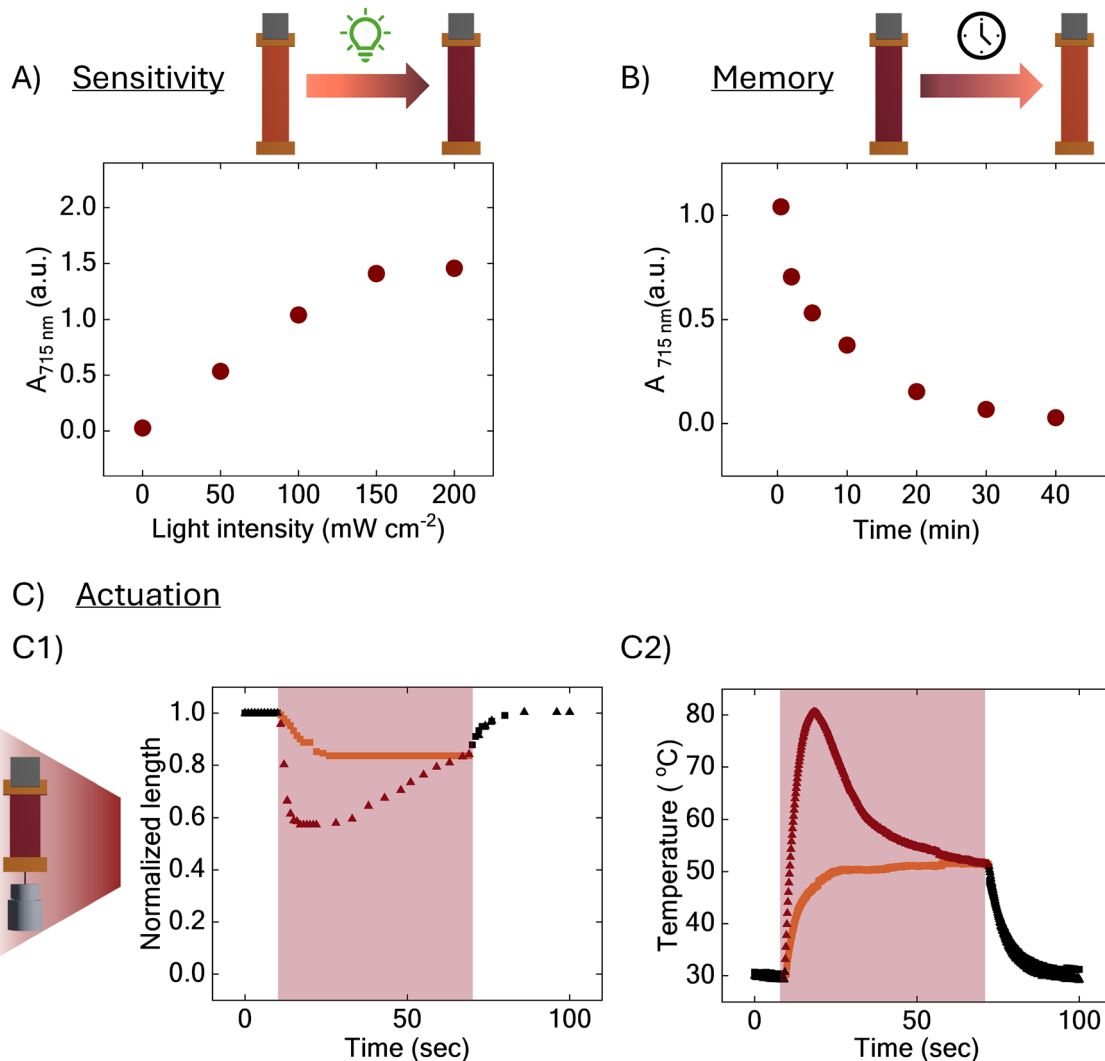 A) Sensitivity
2.0
1.5
1.0
0.5
0.0
A715 nm (a.u.)
0 50 100 150 200
Light intensity (mW cm-2)
B) Memory
1.0
0.5
0.0
A 715 nm(a.u.)
0 10 20 30 40
Time (min)
C) Actuation
C1)
1.0
0.8
0.6
0.4
0.2
0.0
Normalized length
0 50 100
Time (sec)
C2)
80
70
60
50
40
30
Temperature ( ºC)
0 50 100
Time (sec)